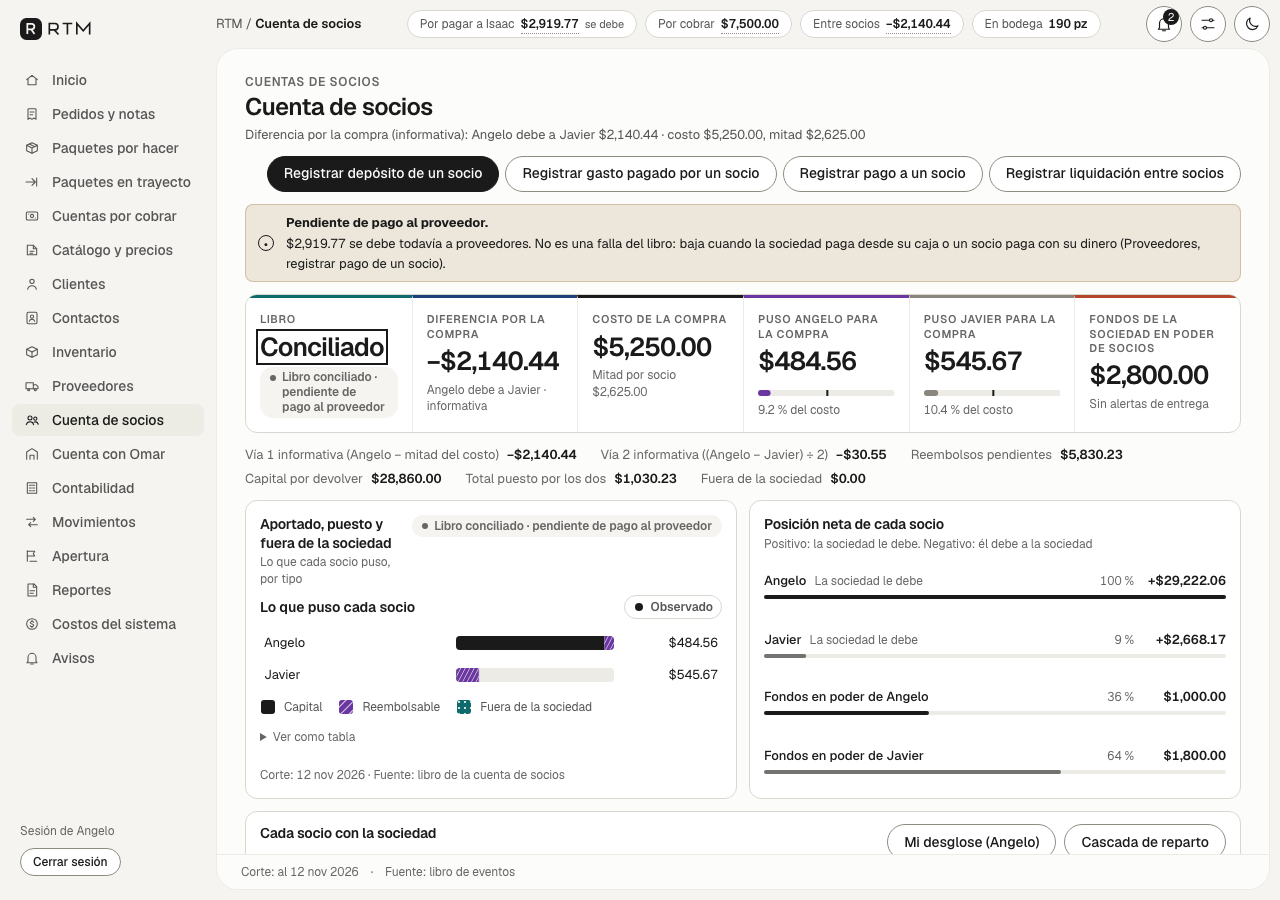 R RTM
RTM / Cuenta de socios
Por pagar a Isaac $2,919.77 se debe
Por cobrar $7,500.00
Entre socios −$2,140.44
En bodega 190 pz
2
Inicio
Pedidos y notas
Paquetes por hacer
Paquetes en trayecto
Cuentas por cobrar
Catálogo y precios
Clientes
Contactos
Inventario
Proveedores
Cuenta de socios
Cuenta con Omar
Contabilidad
Movimientos
Apertura
Reportes
Costos del sistema
Avisos
Sesión de Angelo
Cerrar sesión
CUENTAS DE SOCIOS
Cuenta de socios
Diferencia por la compra (informativa): Angelo debe a Javier $2,140.44 · costo $5,250.00, mitad $2,625.00
Registrar depósito de un socio
Registrar gasto pagado por un socio
Registrar pago a un socio
Registrar liquidación entre socios
Pendiente de pago al proveedor.
$2,919.77 se debe todavía a proveedores. No es una falla del libro: baja cuando la sociedad paga desde su caja o un socio paga con su dinero (Proveedores,
registrar pago de un socio).
LIBRO
Conciliado
Libro conciliado ·
pendiente de
pago al proveedor
DIFERENCIA POR LA
COMPRA
−$2,140.44
Angelo debe a Javier ·
informativa
COSTO DE LA COMPRA
$5,250.00
Mitad por socio
$2,625.00
PUSO ANGELO PARA
LA COMPRA
$484.56
9.2 % del costo
PUSO JAVIER PARA LA
COMPRA
$545.67
10.4 % del costo
FONDOS DE LA
SOCIEDAD EN PODER
DE SOCIOS
$2,800.00
Sin alertas de entrega
Vía 1 informativa (Angelo − mitad del costo) −$2,140.44
Vía 2 informativa ((Angelo − Javier) ÷ 2) −$30.55
Reembolsos pendientes $5,830.23
Capital por devolver $28,860.00
Total puesto por los dos $1,030.23
Fuera de la sociedad $0.00
Aportado, puesto y
fuera de la sociedad
Lo que cada socio puso,
por tipo
Libro conciliado · pendiente de pago al proveedor
Lo que puso cada socio
Observado
Angelo $484.56
Javier $545.67
Capital
Reembolsable
Fuera de la sociedad
Ver como tabla
Corte: 12 nov 2026 · Fuente: libro de la cuenta de socios
Posición neta de cada socio
Positivo: la sociedad le debe. Negativo: él debe a la sociedad
Angelo La sociedad le debe 100 % +$29,222.06
Javier La sociedad le debe 9 % +$2,668.17
Fondos en poder de Angelo 36 % $1,000.00
Fondos en poder de Javier 64 % $1,800.00
Cada socio con la sociedad
Mi desglose (Angelo)
Cascada de reparto
Corte: al 12 nov 2026 · Fuente: libro de eventos